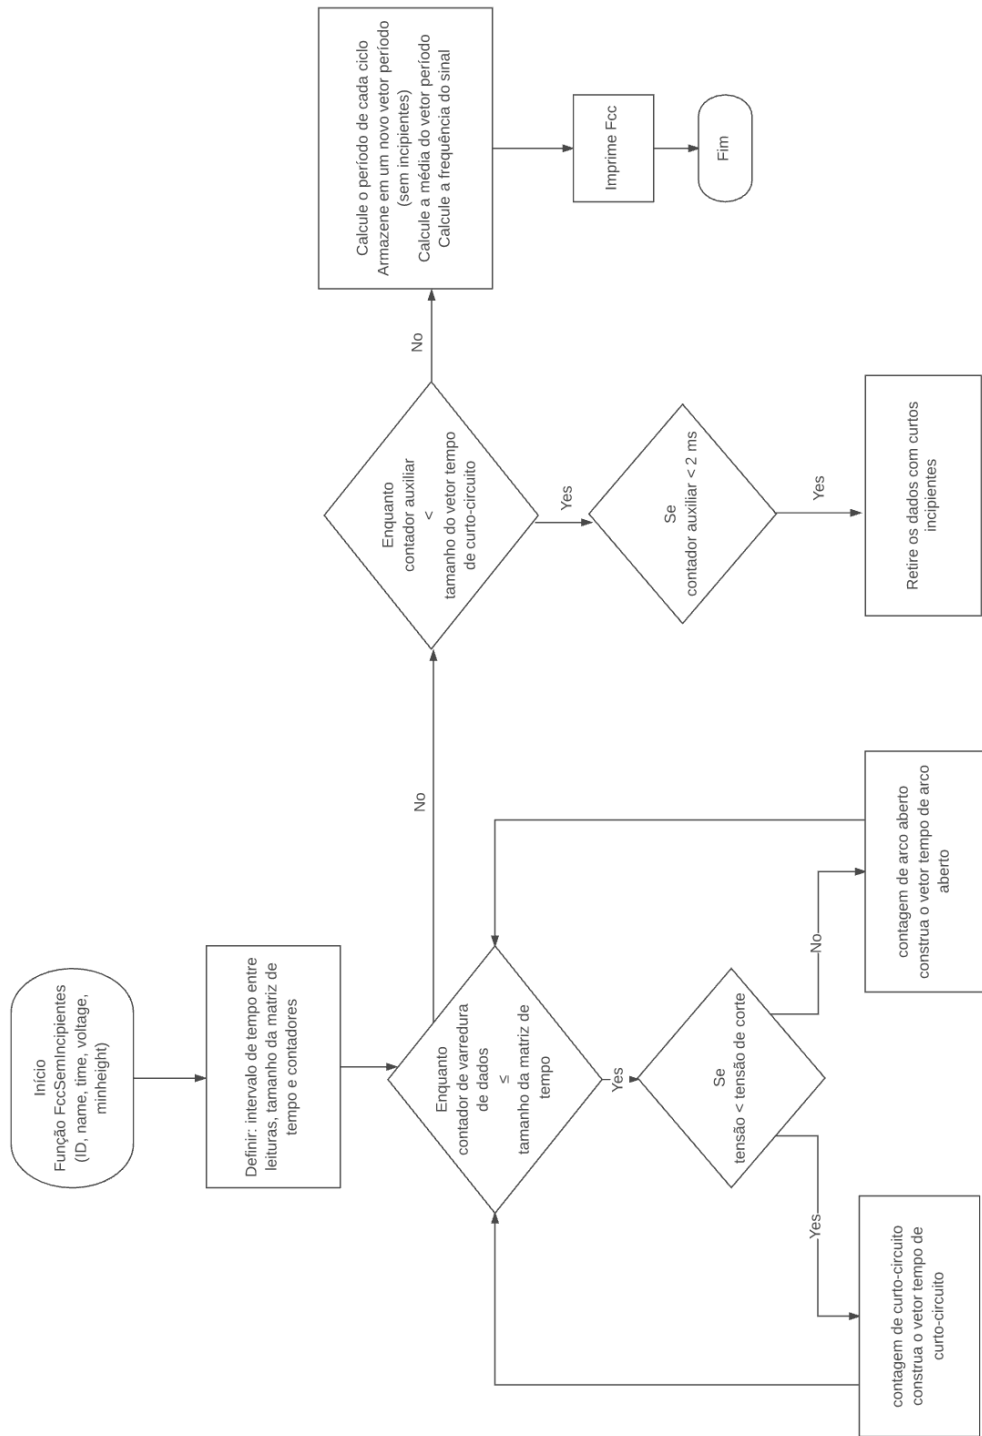 Início
Função FccSemIncipientes
(ID, name, time, voltage,
minheight)
Definir: intervalo de tempo entre
leituras, tamanho da matriz de
tempo e contadores
Enquanto
contador de varredura
de dados
≤
tamanho da matriz de
tempo
Yes
No
Se
tensão < tensão de corte
Yes
No
contagem de curto-circuito
construa o vetor tempo de
curto-circuito
contagem de arco aberto
construa o vetor tempo de arco
aberto
Enquanto
contador auxiliar
<
tamanho do vetor tempo
de curto-circuito
Yes
No
Se
contador auxiliar < 2 ms
Yes
Retire os dados com curtos
incipientes
Calcule o período de cada ciclo
Armazene em um novo vetor período
(sem incipientes)
Calcule a média do vetor período
Calcule a frequência do sinal
Imprime Fcc
Fim